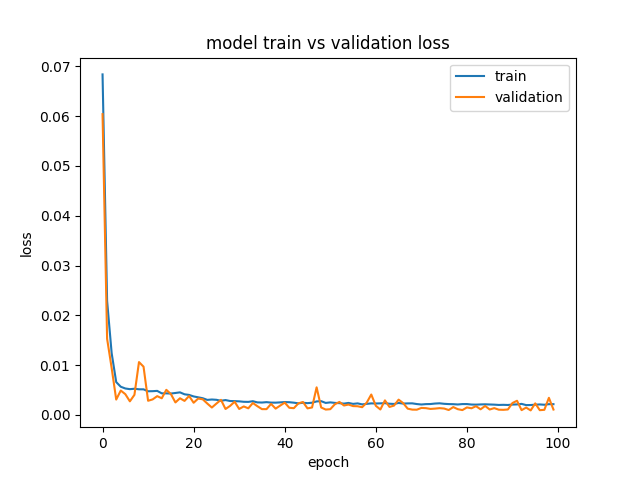 model train vs validation loss
train
validation
loss
0.07
0.06
0.05
0.04
0.03
0.02
0.01
0.00
0 20 40 60 80 100
epoch